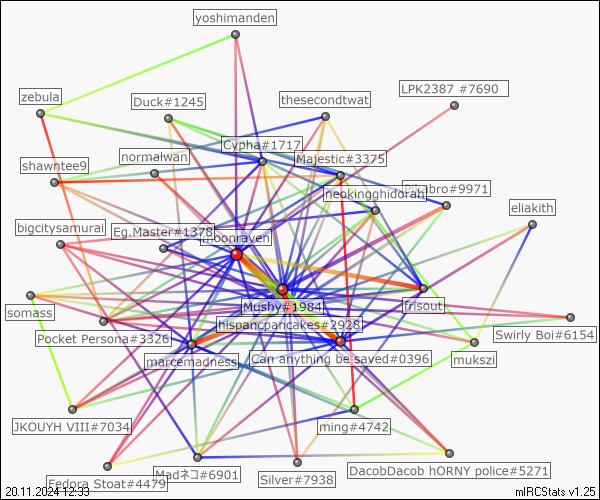 yoshimanden
LPK2387 #7690
zebula
Duck#1245
thesecondtwat
Cypha#1717
normalwan
Majestic#3375
shawntee9
neokingghidorah
#9971
eliakith
bigcitysamurai
Eg.Master#1378
moonraven
somass
Mushy#1984
frisout
hispancpancakes#2928
Pocket Persona#3326
Swirly Boi#6154
marcemadness
Can anything be saved#0396
mukszi
JKOUYH VIII#7034
ming#4742
Madネコ#6901
DacobDacob hORNY police#5271
Fedora Stoat#4479
Silver#7938
20.11.2024 12:33
mIRCStats v1.25